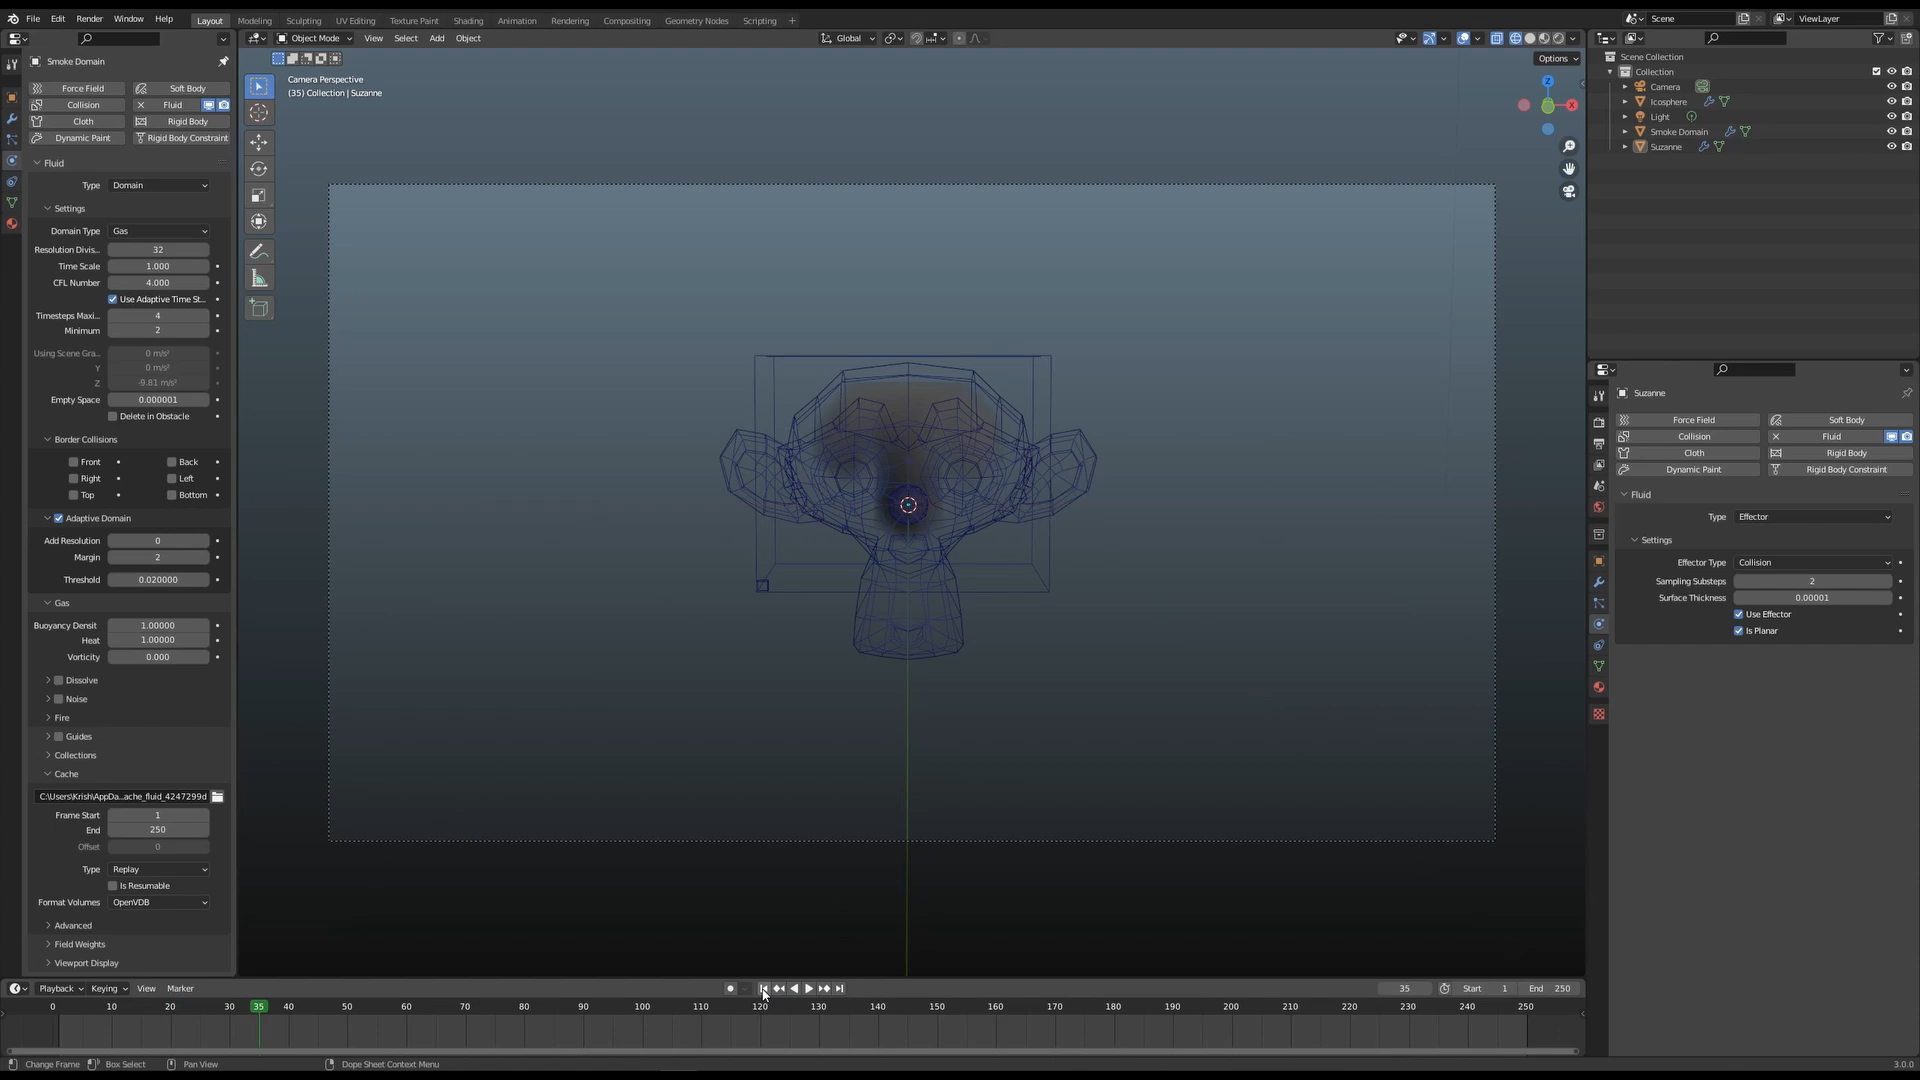 File Edit Render Window Help Layout Modeling Sculpting UV Editing Texture Paint Shading Animation Rendering Compositing Geometry Nodes Scripting + Scene ViewLayer
Object Mode View Select Add Object Global
Options
Smoke Domain
Force Field Soft Body
Collision Fluid
Cloth Rigid Body
Dynamic Paint Rigid Body Constraint
Fluid
Type Domain
Settings
Domain Type Gas
Resolution Divis... 32
Time Scale 1.000
CFL Number 4.000
Use Adaptive Time St...
Timesteps Maxi... 4
Minimum 2
Using Scene Gra... 0 m/s²
Y 0 m/s²
Z -9.81 m/s²
Empty Space 0.000001
Delete in Obstacle
Border Collisions
Front Back
Right Left
Top Bottom
Adaptive Domain
Add Resolution 0
Margin 2
Threshold 0.020000
Gas
Buoyancy Densit 1.00000
Heat 1.00000
Vorticity 0.000
Dissolve
Noise
Fire
Guides
Collections
Cache
C:\Users\Krish\AppDa...ache_fluid_4247299d
Frame Start 1
End 250
Offset 0
Type Replay
Is Resumable
Format Volumes OpenVDB
Advanced
Field Weights
Viewport Display
Camera Perspective
(35) Collection | Suzanne
Z
X
Scene Collection
Collection
Camera
Icosphere
Light
Smoke Domain
Suzanne
Suzanne
Force Field Soft Body
Collision Fluid
Cloth Rigid Body
Dynamic Paint Rigid Body Constraint
Fluid
Type Effector
Settings
Effector Type Collision
Sampling Substeps 2
Surface Thickness 0.00001
Use Effector
Is Planar
Playback Keying View Marker 35 Start 1 End 250
0 10 20 30 35 40 50 60 70 80 90 100 110 120 130 140 150 160 170 180 190 200 210 220 230 240 250
Change Frame Box Select Pan View Dope Sheet Context Menu 3.0.0